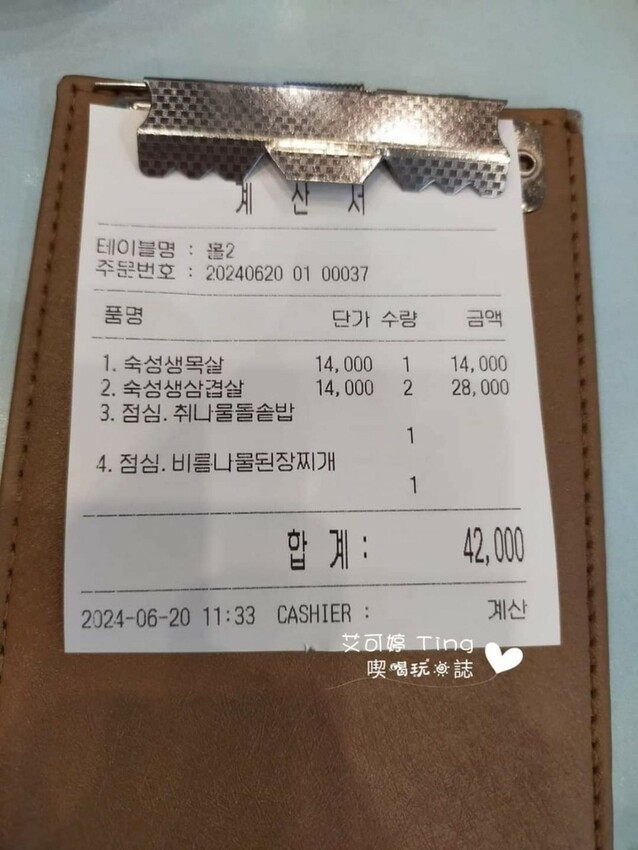 계 산 서
테이블명 : 홀2
주문번호 : 20240620 01 00037
품명 단가 수량 금액
1. 숙성생목살 14,000 1 14,000
2. 숙성생삼겹살 14,000 2 28,000
3. 점심. 취나물돌솥밥
1
4. 점심. 비름나물된장찌개
1
합 계 : 42,000
2024-06-20 11:33 CASHIER : 계산
艾可婷 Ting
喫喝玩樂誌